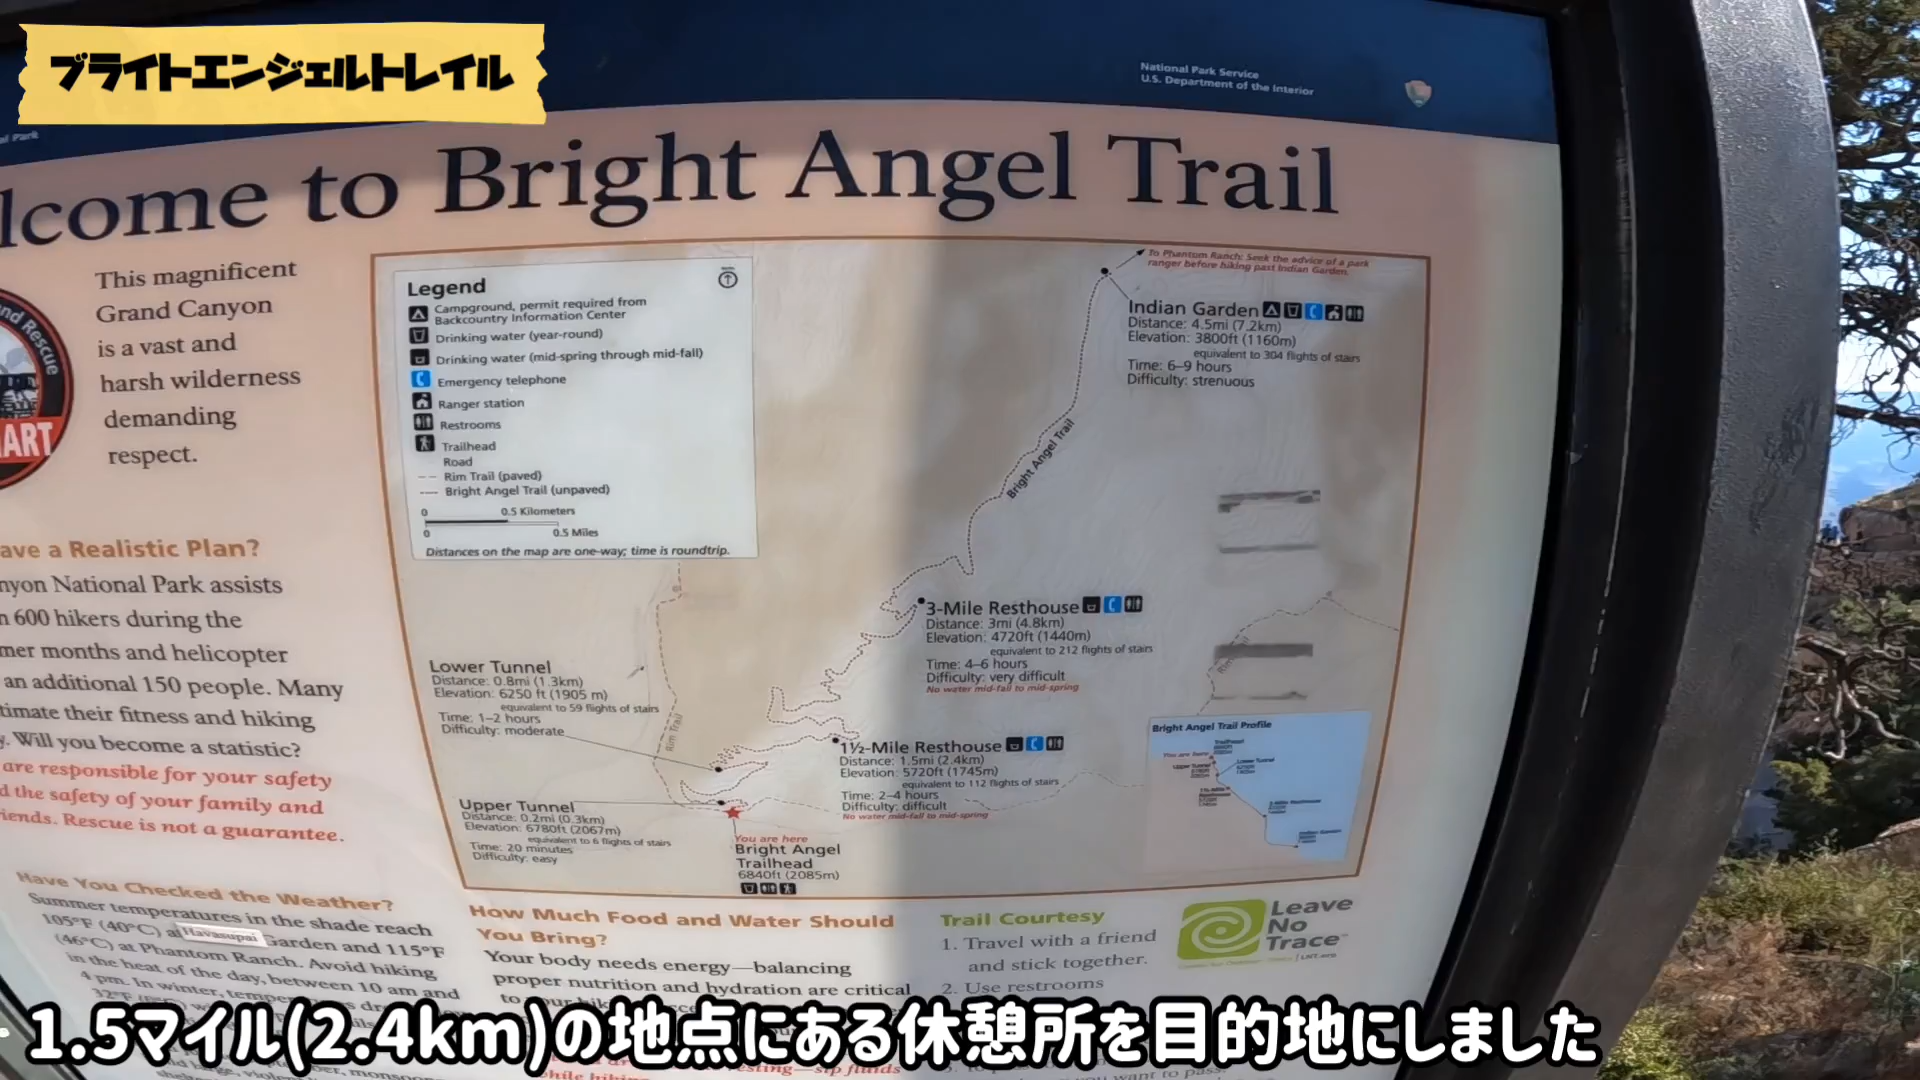 ブライトエンジェルトレイル
National Park Service
U.S. Department of the Interior
al Park
lcome to Bright Angel Trail
nd Rescue
ART
This magnificent
Grand Canyon
is a vast and
harsh wilderness
demanding
respect.
Legend
Campground, permit required from
Backcountry Information Center
Drinking water (year-round)
Drinking water (mid-spring through mid-fall)
Emergency telephone
Ranger station
Restrooms
Trailhead
Road
Rim Trail (paved)
Bright Angel Trail (unpaved)
0 0.5 Kilometers
0 0.5 Miles
Distances on the map are one-way; time is roundtrip.
To Phantom Ranch: Seek the advice of a park
ranger before hiking past Indian Garden.
Indian Garden
Distance: 4.5mi (7.2km)
Elevation: 3800ft (1160m)
equivalent to 304 flights of stairs
Time: 6–9 hours
Difficulty: strenuous
Bright Angel Trail
3-Mile Resthouse
Distance: 3mi (4.8km)
Elevation: 4720ft (1440m)
equivalent to 212 flights of stairs
Time: 4–6 hours
Difficulty: very difficult
No water mid-fall to mid-spring
Lower Tunnel
Distance: 0.8mi (1.3km)
Elevation: 6250 ft (1905 m)
equivalent to 59 flights of stairs
Time: 1–2 hours
Difficulty: moderate
Rim Trail
Rim Trail
1½-Mile Resthouse
Distance: 1.5mi (2.4km)
Elevation: 5720ft (1745m)
equivalent to 112 flights of stairs
Time: 2–4 hours
Difficulty: difficult
No water mid-fall to mid-spring
Upper Tunnel
Distance: 0.2mi (0.3km)
Elevation: 6780ft (2067m)
equivalent to 6 flights of stairs
Time: 20 minutes
Difficulty: easy
You are here
Bright Angel
Trailhead
6840ft (2085m)
Bright Angel Trail Profile
You are here
ave a Realistic Plan?
nyon National Park assists
n 600 hikers during the
mer months and helicopter
an additional 150 people. Many
timate their fitness and hiking
y. Will you become a statistic?
are responsible for your safety
d the safety of your family and
iends. Rescue is not a guarantee.
Have You Checked the Weather?
Summer temperatures in the shade reach
105°F (40°C) at Havasupai Garden and 115°F
(46°C) at Phantom Ranch. Avoid hiking
in the heat of the day, between 10 am and
4 pm. In winter,
How Much Food and Water Should
You Bring?
Your body needs energy—balancing
proper nutrition and hydration are critical
Trail Courtesy
1. Travel with a friend
and stick together.
2. Use restrooms
Leave
No
Trace
1.5マイル(2.4km)の地点にある休憩所を目的地にしました